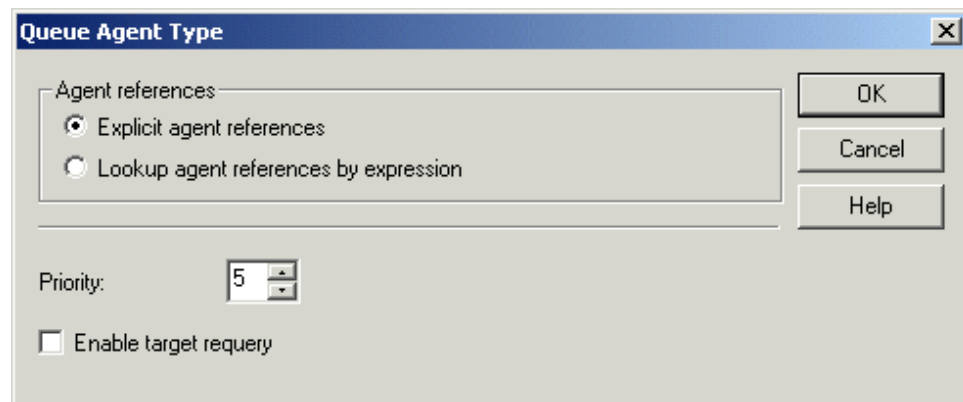 Queue Agent Type
Agent references
Explicit agent references
Lookup agent references by expression
OK
Cancel
Help
Priority:
5
Enable target requery